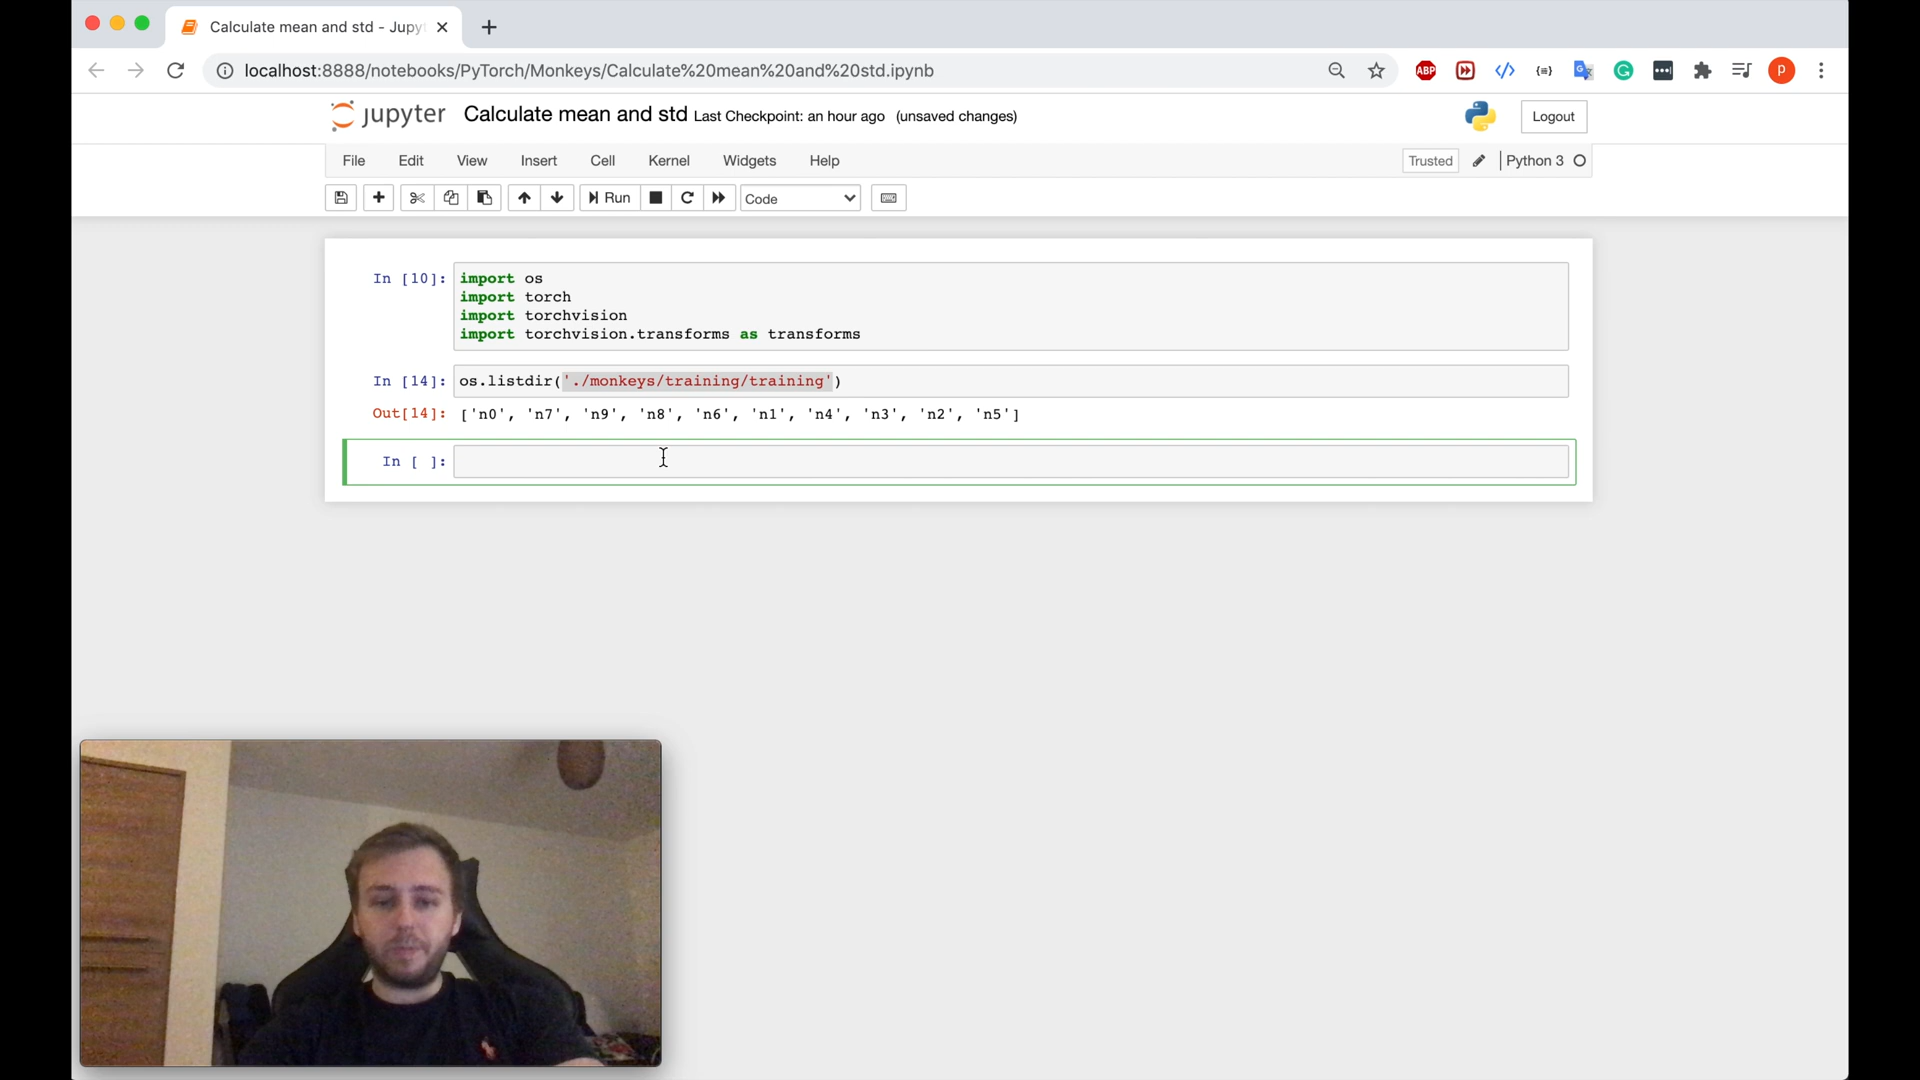 Calculate mean and std - Jupy
localhost:8888/notebooks/PyTorch/Monkeys/Calculate%20mean%20and%20std.ipynb
ABP
P
jupyter Calculate mean and std Last Checkpoint: an hour ago (unsaved changes)
Logout
File Edit View Insert Cell Kernel Widgets Help
Trusted Python 3
Run Code
In [10]: import os
import torch
import torchvision
import torchvision.transforms as transforms
In [14]: os.listdir('./monkeys/training/training')
Out[14]: ['n0', 'n7', 'n9', 'n8', 'n6', 'n1', 'n4', 'n3', 'n2', 'n5']
In [ ]: